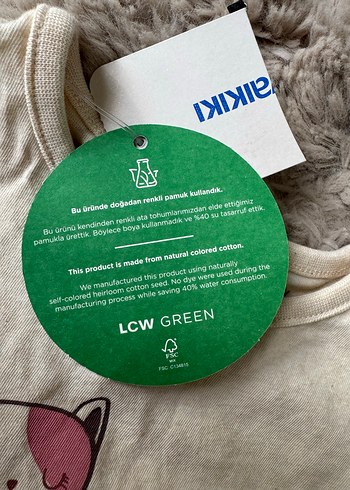 aikiki
Bu üründe doğadan renkli pamuk kullandık.
Bu ürünü kendinden renkli ata tohumlarımızdan elde ettiğimiz
pamukla ürettik. Böylece boya kullanmadık ve %40 su tasarruf ettik.
This product is made from natural colored cotton.
We manufactured this product using naturally
self-colored heirloom cotton seed. No dye were used during the
manufacturing process while saving 40% water consumption.
LCW GREEN
FSC
MIX
FSC C134615